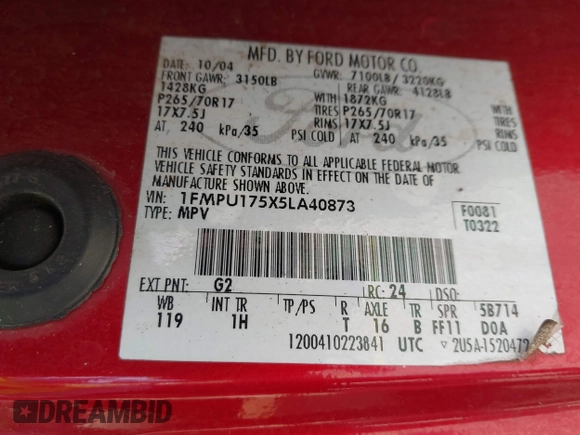 MFD. BY FORD MOTOR CO.
DATE: 10/04 GVWR: 7100LB/ 3220KG
FRONT GAWR: 3150LB REAR GAWR: 4128LB
1428KG WITH 1872KG WITH
P265/70R17 TIRES P265/70R17 TIRES
17X7.5J RIMS 17X7.5J RIMS
AT, 240 kPa/35 PSI COLD AT 240 kPa/35 PSI COLD
THIS VEHICLE CONFORMS TO ALL APPLICABLE FEDERAL MOTOR
VEHICLE SAFETY STANDARDS IN EFFECT ON THE DATE OF
MANUFACTURE SHOWN ABOVE.
VIN: 1FMPU175X5LA40873
TYPE: MPV
F0081
T0322
EXT PNT: G2 RC: 24 DSO:
WB INT TR TP/PS R AXLE TR SPR 5B714
119 1H T 16 B FF11 DOA
1200410223841 UTC ▽ 2U5A-1520472
Ford
DREAMBID